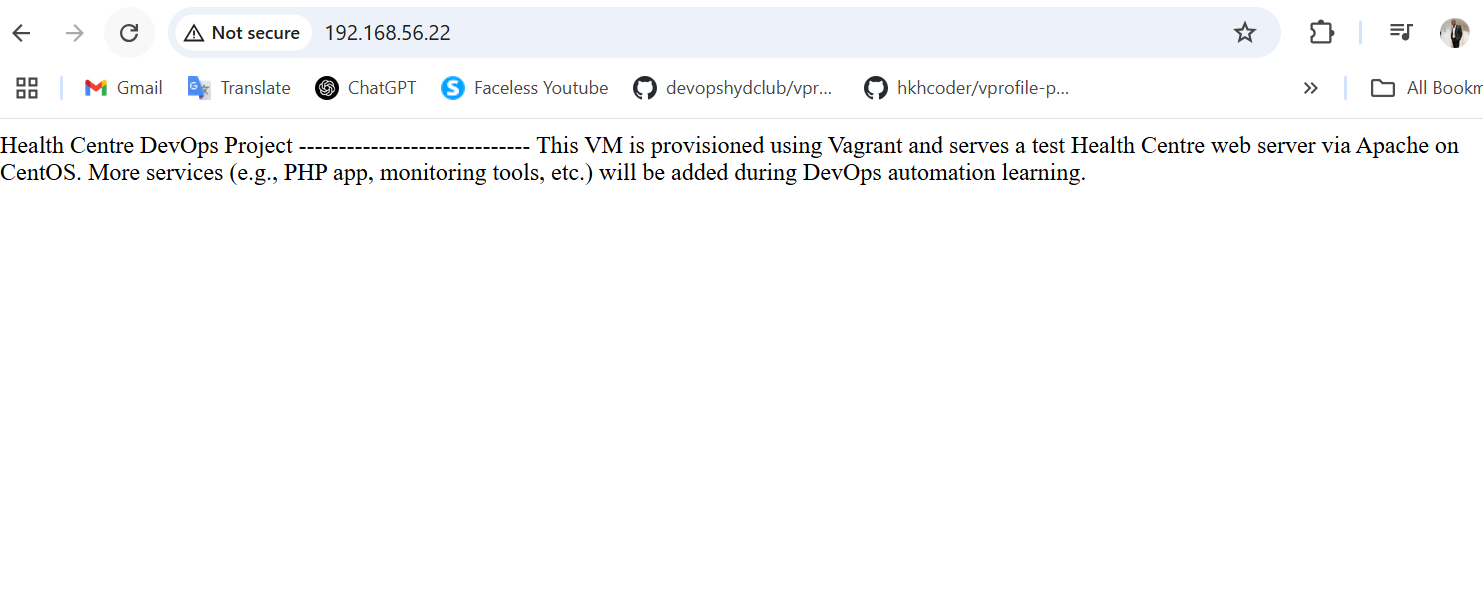 Not secure 192.168.56.22
Gmail Translate ChatGPT Faceless Youtube devopshydclub/vpr... hkhcoder/vprofile-p... All Bookm
Health Centre DevOps Project ----------------------------- This VM is provisioned using Vagrant and serves a test Health Centre web server via Apache on
CentOS. More services (e.g., PHP app, monitoring tools, etc.) will be added during DevOps automation learning.